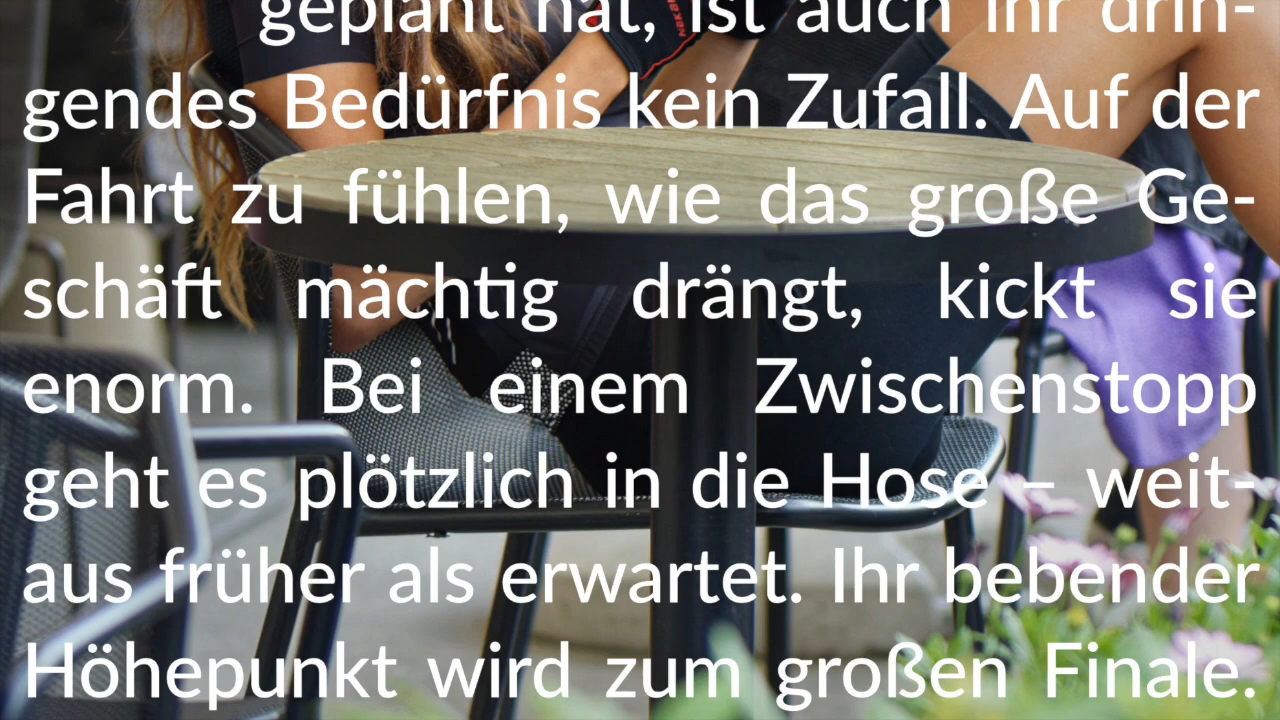 geplant hat, ist auch ihr drin-
gendes Bedürfnis kein Zufall. Auf der
Fahrt zu fühlen, wie das große Ge-
schäft mächtig drängt, kickt sie
enorm. Bei einem Zwischenstopp
geht es plötzlich in die Hose – weit-
aus früher als erwartet. Ihr bebender
Höhepunkt wird zum großen Finale.